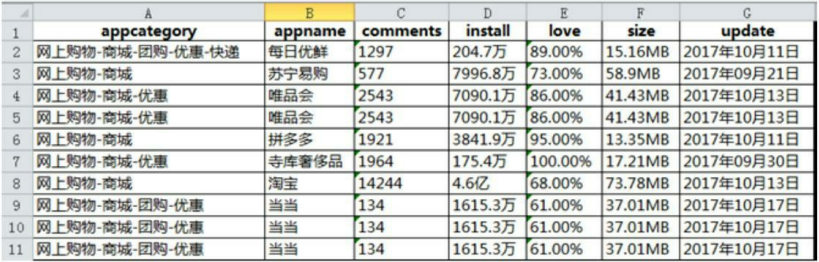 A B C D E F G
1 appcategory appname comments install love size update
2 网上购物-商城-团购-优惠-快递 每日优鲜 1297 204.7万 89.00% 15.16MB 2017年10月11日
3 网上购物-商城 苏宁易购 577 7996.8万 73.00% 58.9MB 2017年09月21日
4 网上购物-商城-优惠 唯品会 2543 7090.1万 86.00% 41.43MB 2017年10月13日
5 网上购物-商城-优惠 唯品会 2543 7090.1万 86.00% 41.43MB 2017年10月13日
6 网上购物-商城 拼多多 1921 3841.9万 95.00% 13.35MB 2017年10月11日
7 网上购物-商城-优惠 寺库奢侈品 1964 175.4万 100.00% 17.21MB 2017年09月30日
8 网上购物-商城 淘宝 14244 4.6亿 68.00% 73.78MB 2017年10月13日
9 网上购物-商城-团购-优惠 当当 134 1615.3万 61.00% 37.01MB 2017年10月17日
10 网上购物-商城-团购-优惠 当当 134 1615.3万 61.00% 37.01MB 2017年10月17日
11 网上购物-商城-团购-优惠 当当 134 1615.3万 61.00% 37.01MB 2017年10月17日